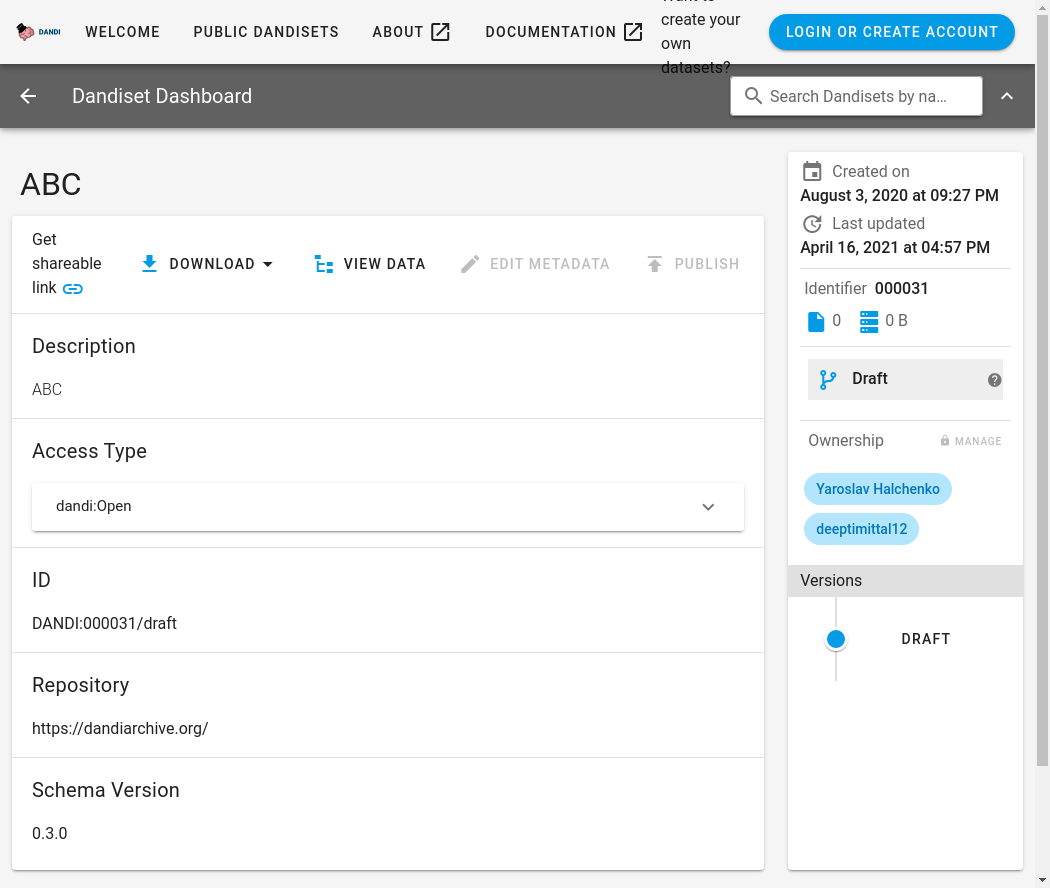 DANDI
WELCOME
PUBLIC DANDISETS
ABOUT
DOCUMENTATION
create your
own
datasets?
LOGIN OR CREATE ACCOUNT
Dandiset Dashboard
Search Dandisets by na...
ABC
Get
shareable
link
DOWNLOAD
VIEW DATA
EDIT METADATA
PUBLISH
Description
ABC
Access Type
dandi:Open
ID
DANDI:000031/draft
Repository
https://dandiarchive.org/
Schema Version
0.3.0
Created on
August 3, 2020 at 09:27 PM
Last updated
April 16, 2021 at 04:57 PM
Identifier 000031
0
0 B
Draft
Ownership
MANAGE
Yaroslav Halchenko
deeptimittal12
Versions
DRAFT